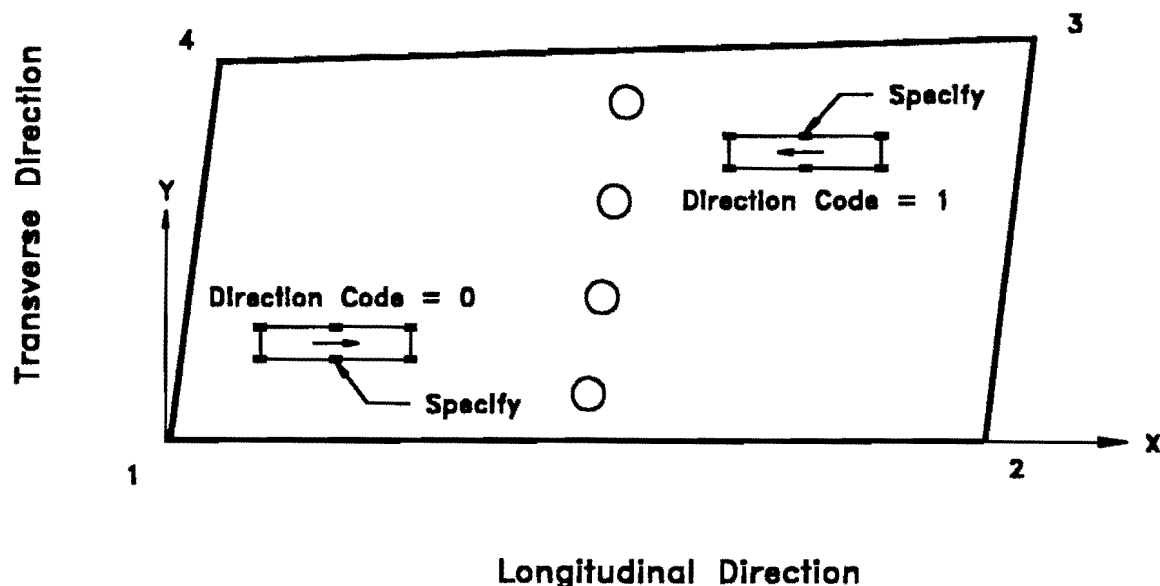 4
3
Specify
Transverse Direction
Y
Direction Code = 1
Direction Code = 0
Specify
X
1
2
Longitudinal Direction